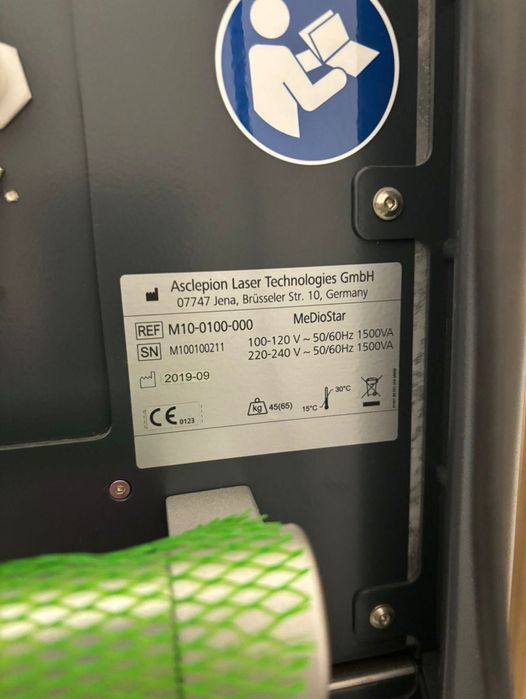 Asclepion Laser Technologies GmbH
07747 Jena, Brüsseler Str. 10, Germany
REF M10-0100-000 MeDioStar
SN M100100211 100-120 V ~ 50/60Hz 1500VA
220-240 V ~ 50/60Hz 1500VA
2019-09
CE 0123 kg 45(65) 15°C 30°C